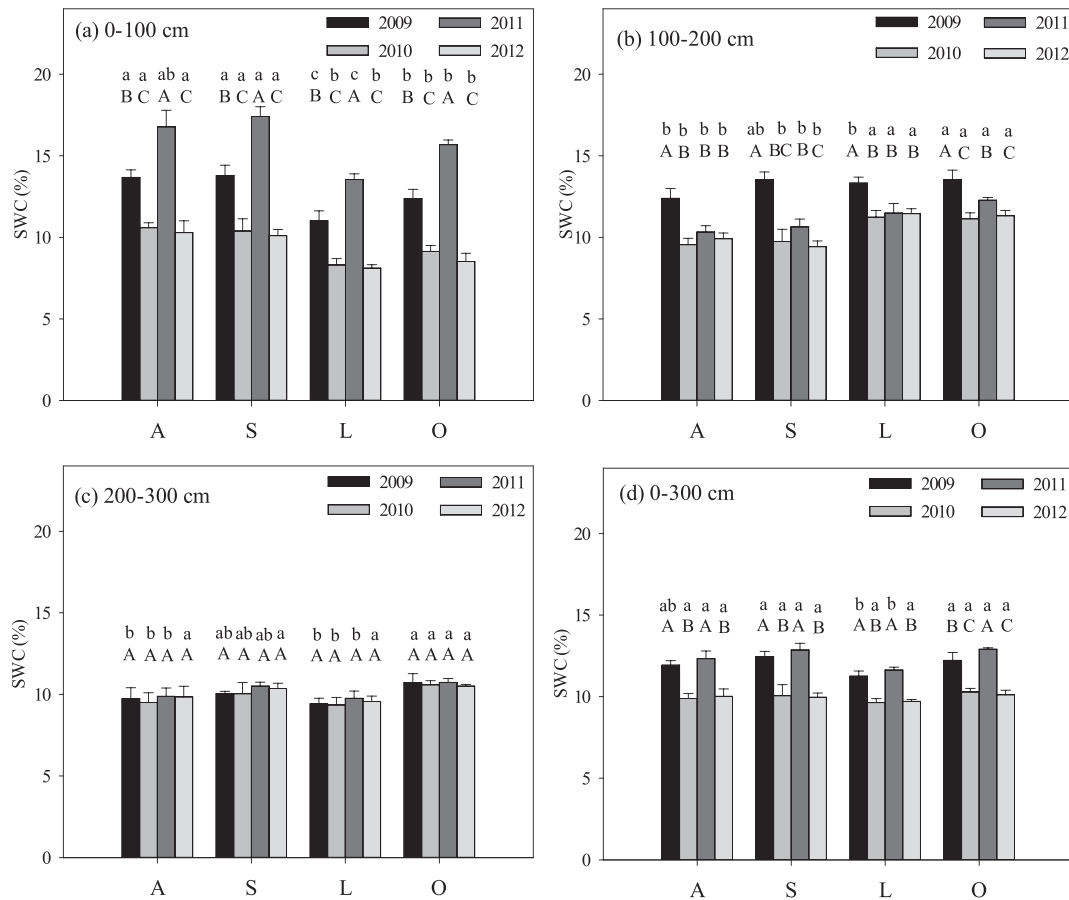 (a) 0-100 cm
2009
2011
2010
2012
a a ab a a a a a c b c b b b b b
B C A C B C A C B C A C B C A C
20
15
10
5
0
SWC (%)
A S L O
(b) 100-200 cm
2009
2011
2010
2012
b b b b ab b b b b a a a a a a a
A B B B A BC B C A B B B A C B C
20
15
10
5
0
SWC (%)
A S L O
(c) 200-300 cm
2009
2011
2010
2012
b b b a ab ab ab a b b b a a a a a
A A A A A A A A A A A A A A A A
20
15
10
5
0
SWC (%)
A S L O
(d) 0-300 cm
2009
2011
2010
2012
ab a a a a a a a b a b a a a a a
A B A B A B A B A B A B B C A C
20
15
10
5
0
SWC (%)
A S L O